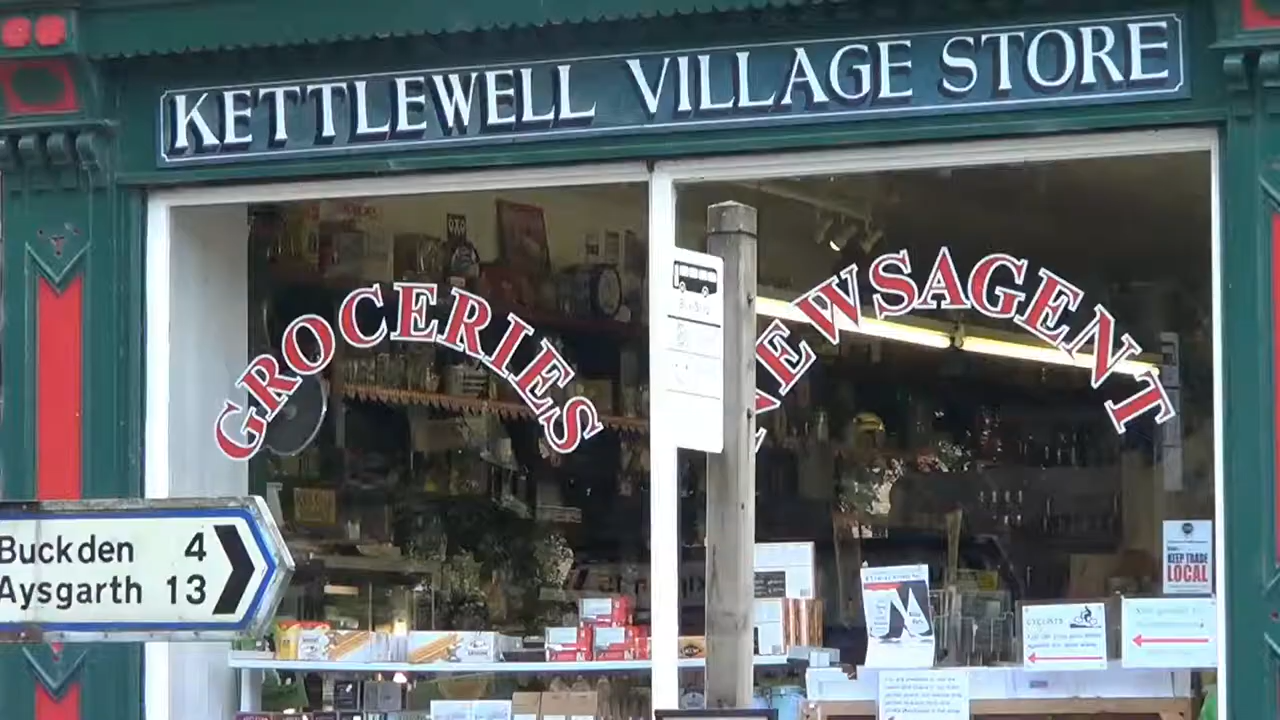 KETTLEWELL VILLAGE STORE
GROCERIES
NEWSAGENT
Buckden 4
Aysgarth 13
KEEP TRADE
LOCAL
CYCLISTS